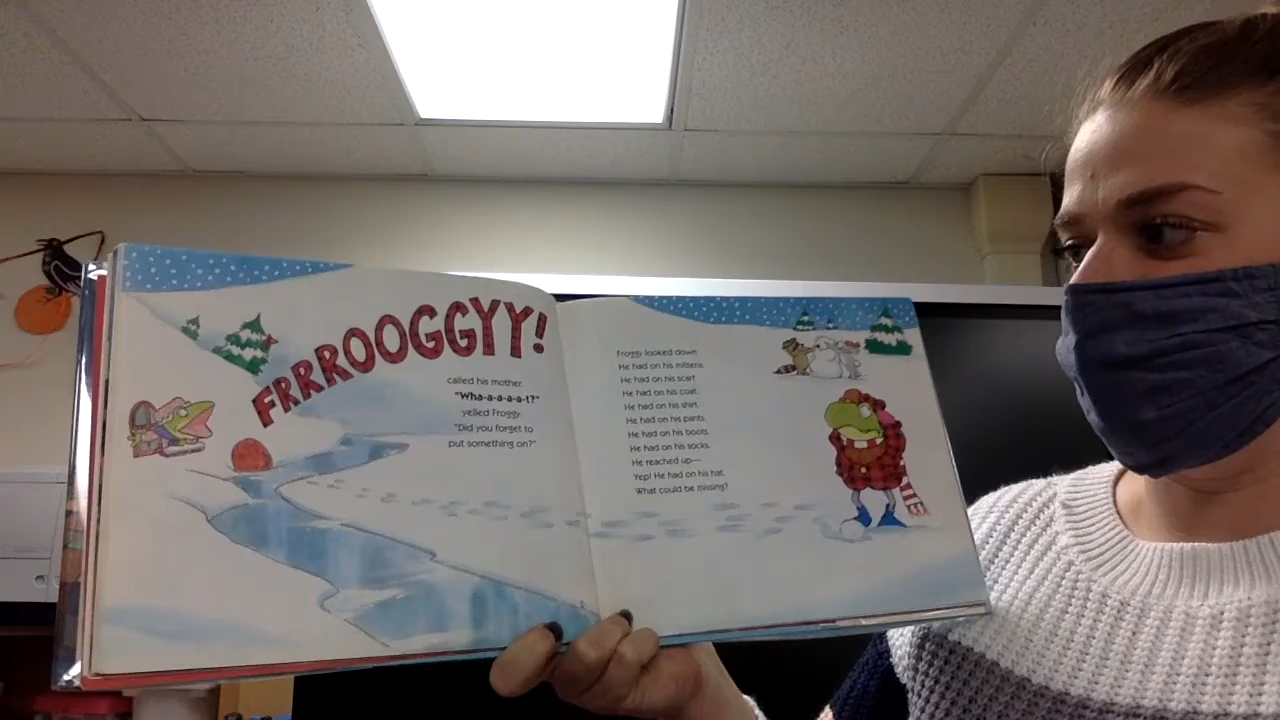 FRRROOGGYY!
called his mother.
"Wha-a-a-a-a-t?"
yelled Froggy.
"Did you forget to
put something on?"
Froggy looked down.
He had on his mittens.
He had on his scarf.
He had on his coat.
He had on his shirt.
He had on his pants.
He had on his boots.
He had on his socks.
He reached up—
Yep! He had on his hat.
What could be missing?